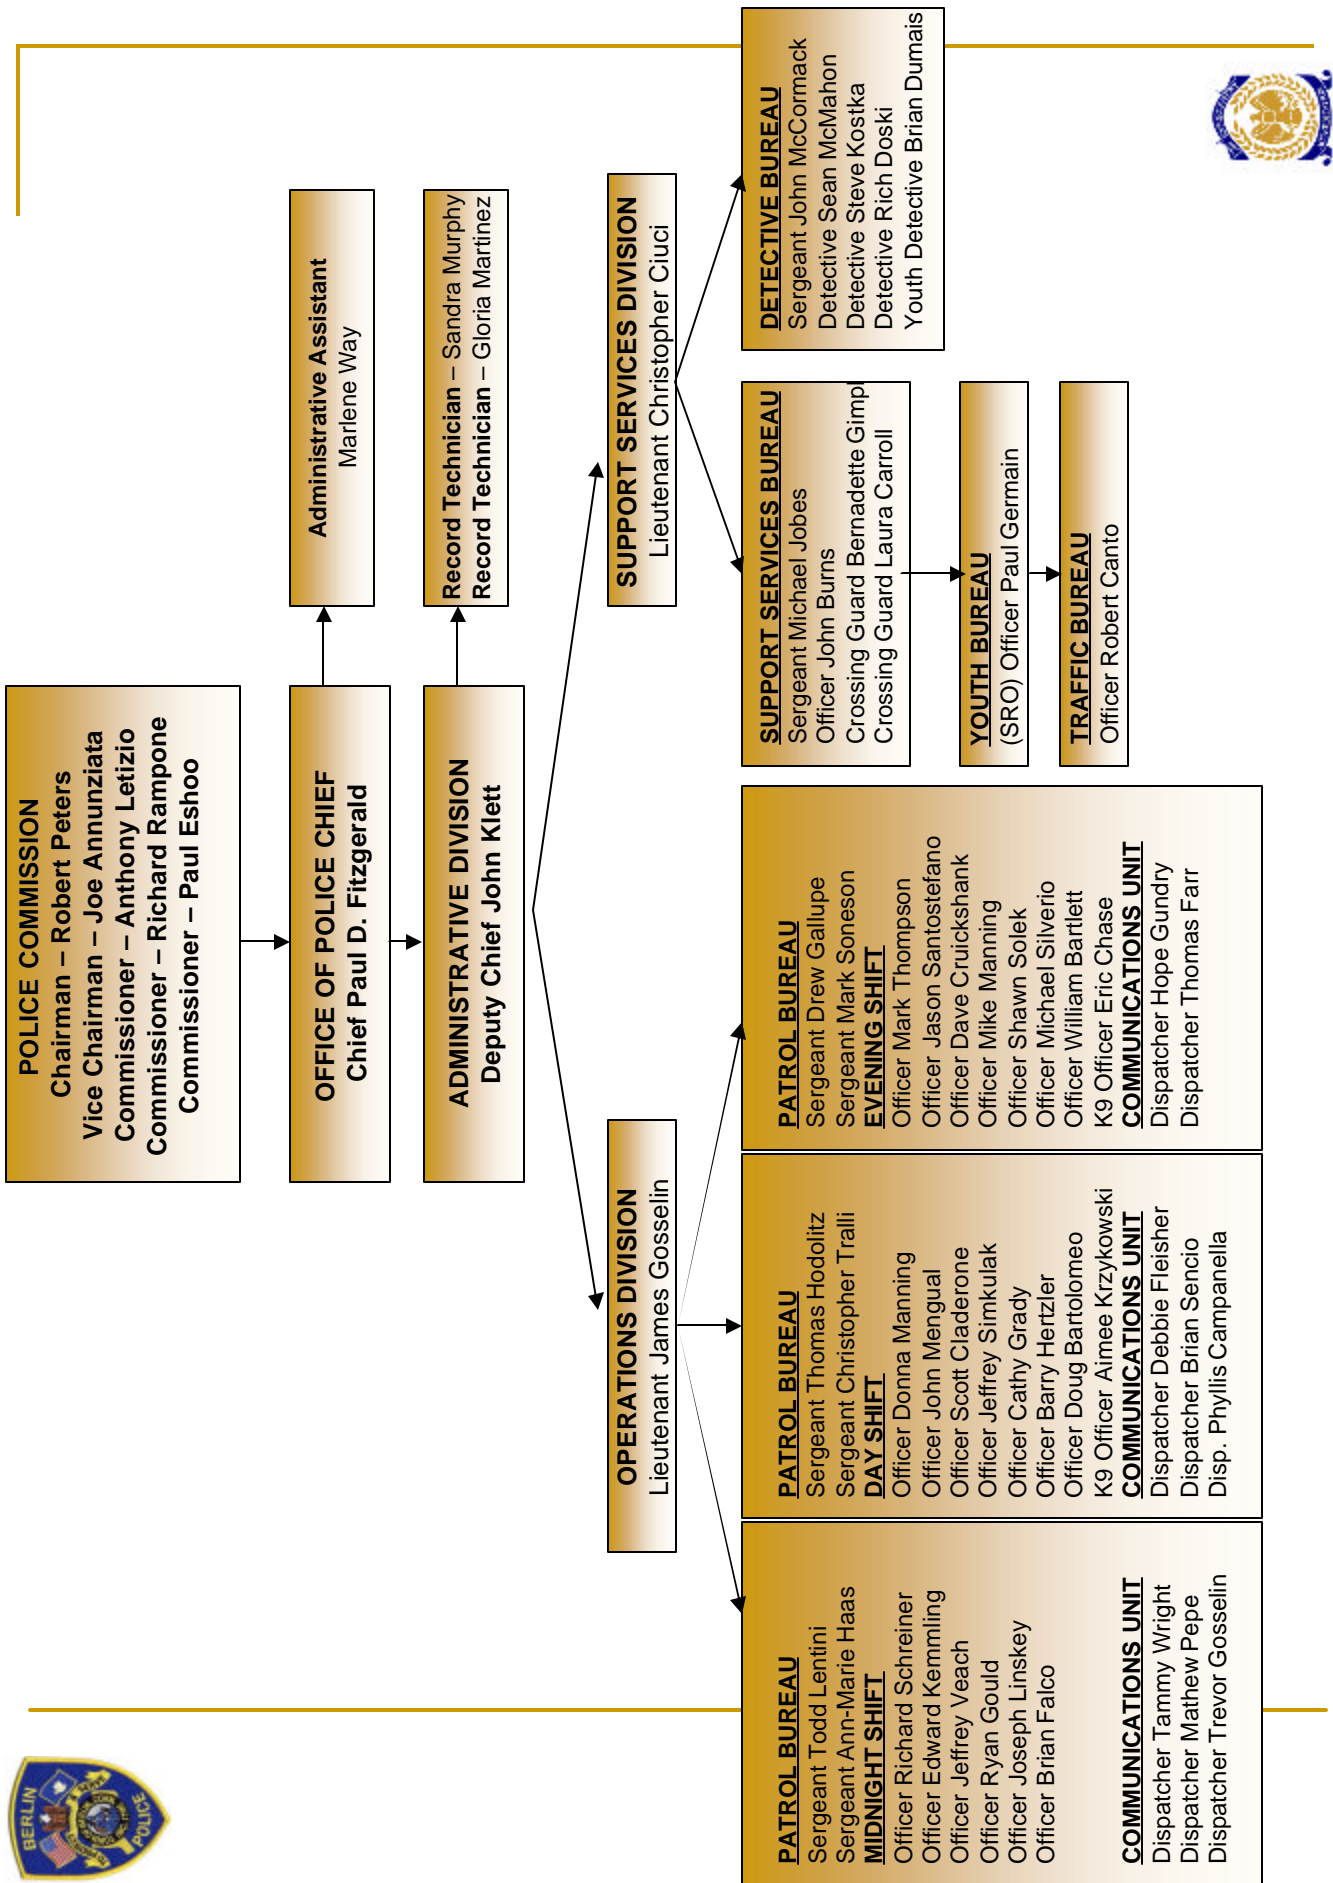 POLICE COMMISSION
Chairman – Robert Peters
Vice Chairman – Joe Annunziata
Commissioner – Anthony Letizio
Commissioner – Richard Rampone
Commissioner – Paul Eshoo
OFFICE OF POLICE CHIEF
Chief Paul D. Fitzgerald
Administrative Assistant
Marlene Way
ADMINISTRATIVE DIVISION
Deputy Chief John Klett
Record Technician – Sandra Murphy
Record Technician – Gloria Martinez
OPERATIONS DIVISION
Lieutenant James Gosselin
SUPPORT SERVICES DIVISION
Lieutenant Christopher Ciuci
PATROL BUREAU
Sergeant Todd Lentini
Sergeant Ann-Marie Haas
MIDNIGHT SHIFT
Officer Richard Schreiner
Officer Edward Kemmling
Officer Jeffrey Veach
Officer Ryan Gould
Officer Joseph Linskey
Officer Brian Falco
COMMUNICATIONS UNIT
Dispatcher Tammy Wright
Dispatcher Mathew Pepe
Dispatcher Trevor Gosselin
PATROL BUREAU
Sergeant Thomas Hodolitz
Sergeant Christopher Tralli
DAY SHIFT
Officer Donna Manning
Officer John Mengual
Officer Scott Claderone
Officer Jeffrey Simkulak
Officer Cathy Grady
Officer Barry Hertzler
Officer Doug Bartolomeo
K9 Officer Aimee Krzykowski
COMMUNICATIONS UNIT
Dispatcher Debbie Fleisher
Dispatcher Brian Sencio
Disp. Phyllis Campanella
PATROL BUREAU
Sergeant Drew Gallupe
Sergeant Mark Soneson
EVENING SHIFT
Officer Mark Thompson
Officer Jason Santostefano
Officer Dave Cruickshank
Officer Mike Manning
Officer Shawn Solek
Officer Michael Silverio
Officer William Bartlett
K9 Officer Eric Chase
COMMUNICATIONS UNIT
Dispatcher Hope Gundry
Dispatcher Thomas Farr
SUPPORT SERVICES BUREAU
Sergeant Michael Jobes
Officer John Burns
Crossing Guard Bernadette Gimpl
Crossing Guard Laura Carroll
YOUTH BUREAU
(SRO) Officer Paul Germain
TRAFFIC BUREAU
Officer Robert Canto
DETECTIVE BUREAU
Sergeant John McCormack
Detective Sean McMahon
Detective Steve Kostka
Detective Rich Doski
Youth Detective Brian Dumais
BERLIN
POLICE